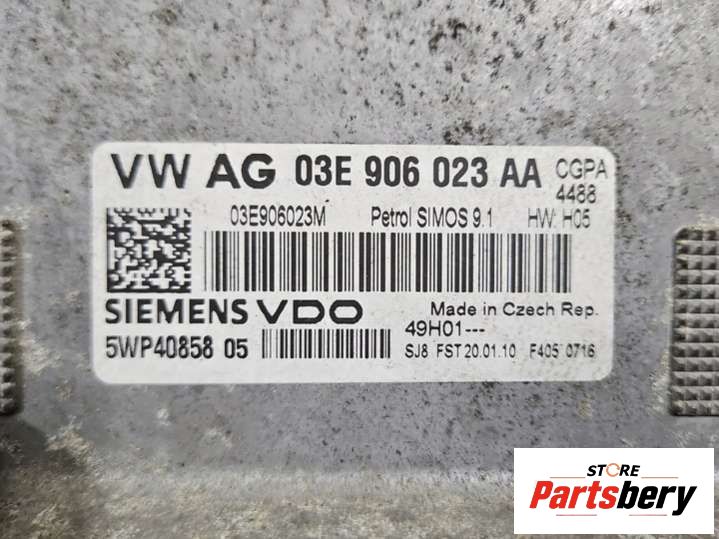 VW AG 03E 906 023 AA CGPA
4488
03E906023M Petrol SIMOS 9.1 HW: H05
SIEMENS VDO Made in Czech Rep.
49H01---
5WP40858 05 SJ8 FST 20.01.10 F405 0716
STORE
Partsbery